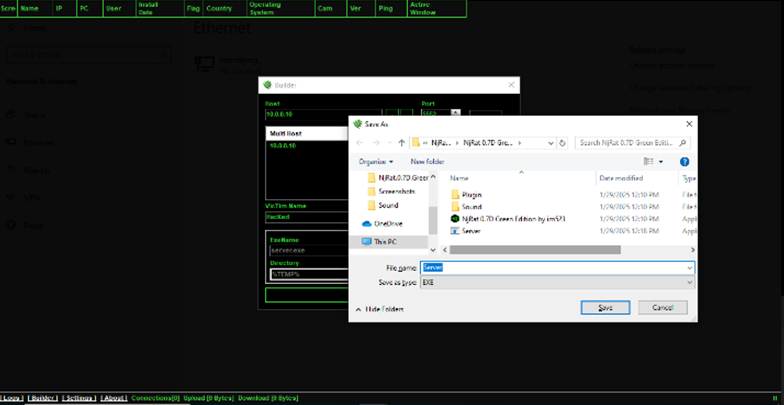 Scre Name IP PC User Install Date Flag Country Operating System Cam Ver Ping Active Window
Ethernet
Builder
Host
Port
10.0.0.10
Multi Host
10.0.0.10
VicTim Name
HacKed
ExeName
server.exe
Directory
%TEMP%
Save As
« NjRa... > NjRat 0.7D Gre... >
Search NjRat 0.7D Green Editi...
Organize New folder
NjRat.0.7D.Green
Screenshots
Sound
OneDrive
This PC
Name Date modified Type
Plugin 1/29/2025 12:10 PM File f
Sound 1/29/2025 12:10 PM File f
NjRat 0.7D Green Edition by im523 1/29/2025 12:10 PM Appli
Server 1/29/2025 12:18 PM Appli
File name: Server
Save as type: EXE
Hide Folders
Save Cancel
[ Logs ] [ Builder ] [ Settings ] [ About ] Connections[0] Upload [0 Bytes] Download [0 Bytes]